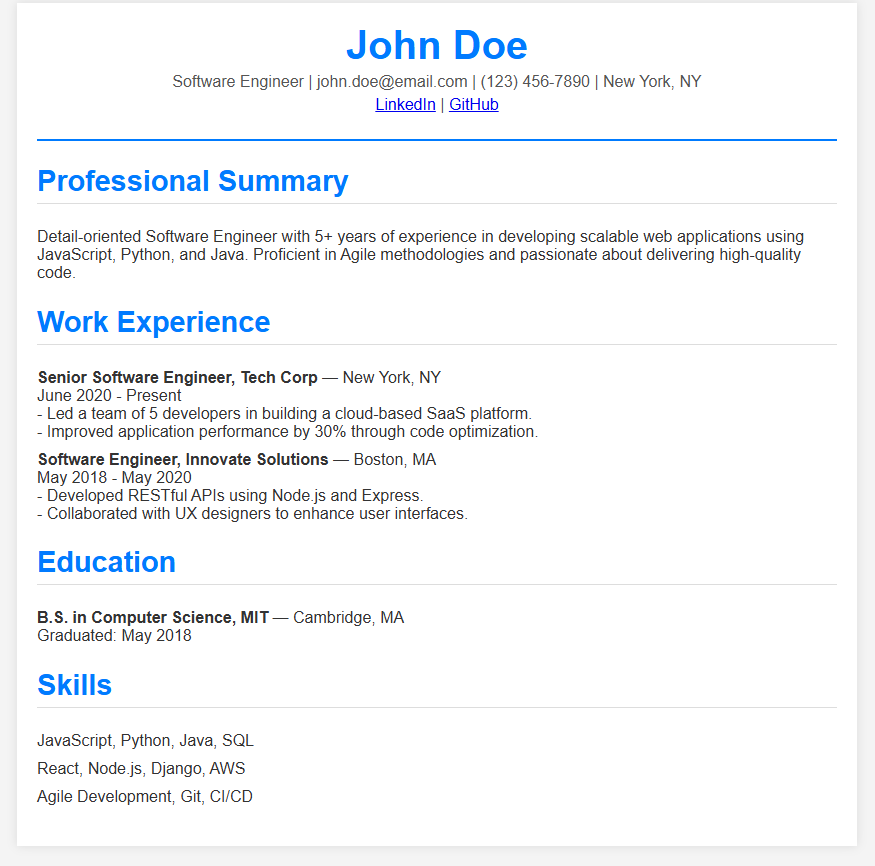 John Doe
Software Engineer | john.doe@email.com | (123) 456-7890 | New York, NY
LinkedIn | GitHub
Professional Summary
Detail-oriented Software Engineer with 5+ years of experience in developing scalable web applications using
JavaScript, Python, and Java. Proficient in Agile methodologies and passionate about delivering high-quality
code.
Work Experience
Senior Software Engineer, Tech Corp — New York, NY
June 2020 - Present
- Led a team of 5 developers in building a cloud-based SaaS platform.
- Improved application performance by 30% through code optimization.
Software Engineer, Innovate Solutions — Boston, MA
May 2018 - May 2020
- Developed RESTful APIs using Node.js and Express.
- Collaborated with UX designers to enhance user interfaces.
Education
B.S. in Computer Science, MIT — Cambridge, MA
Graduated: May 2018
Skills
JavaScript, Python, Java, SQL
React, Node.js, Django, AWS
Agile Development, Git, CI/CD